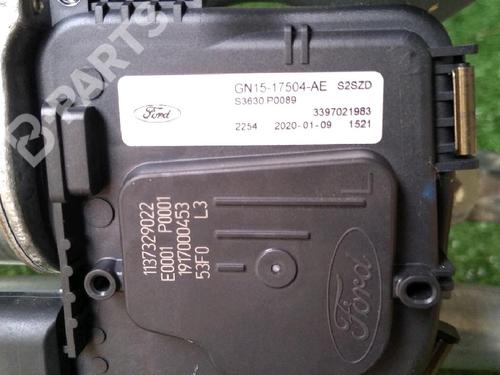 GN15-17504-AE S2SZD
S3630 P0089
Ford
3397021983
2254 2020-01-09 1521
1137329022
E0001 P0001
1917000453
53F0 L3
L
Ford
B-PARTS